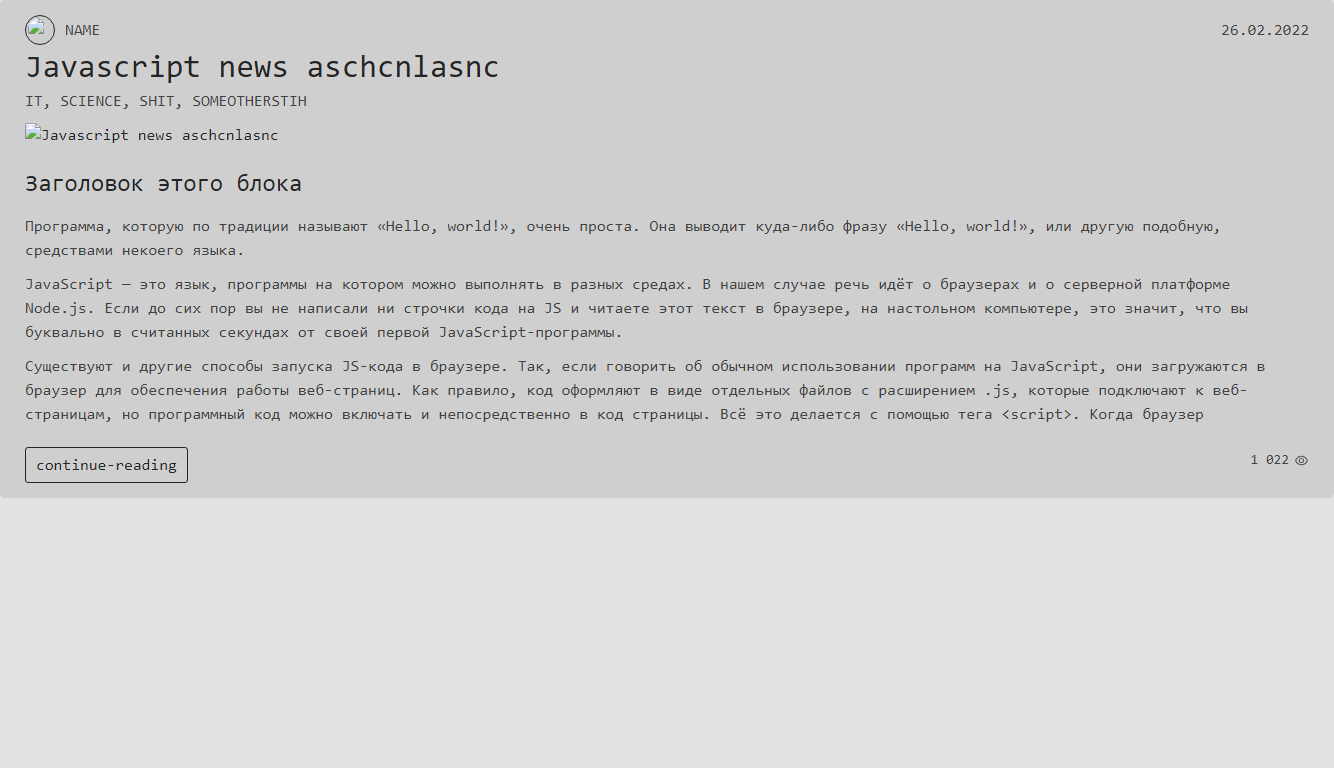 NAME
26.02.2022
Javascript news aschcnlasnc
IT, SCIENCE, SHIT, SOMEOTHERSTIH
Javascript news aschcnlasnc
Заголовок этого блока
Программа, которую по традиции называют «Hello, world!», очень проста. Она выводит куда-либо фразу «Hello, world!», или другую подобную,
средствами некоего языка.
JavaScript — это язык, программы на котором можно выполнять в разных средах. В нашем случае речь идёт о браузерах и о серверной платформе
Node.js. Если до сих пор вы не написали ни строчки кода на JS и читаете этот текст в браузере, на настольном компьютере, это значит, что вы
буквально в считанных секундах от своей первой JavaScript-программы.
Существуют и другие способы запуска JS-кода в браузере. Так, если говорить об обычном использовании программ на JavaScript, они загружаются в
браузер для обеспечения работы веб-страниц. Как правило, код оформляют в виде отдельных файлов с расширением .js, которые подключают к веб-
страницам, но программный код можно включать и непосредственно в код страницы. Всё это делается с помощью тега <script>. Когда браузер
continue-reading
1 022